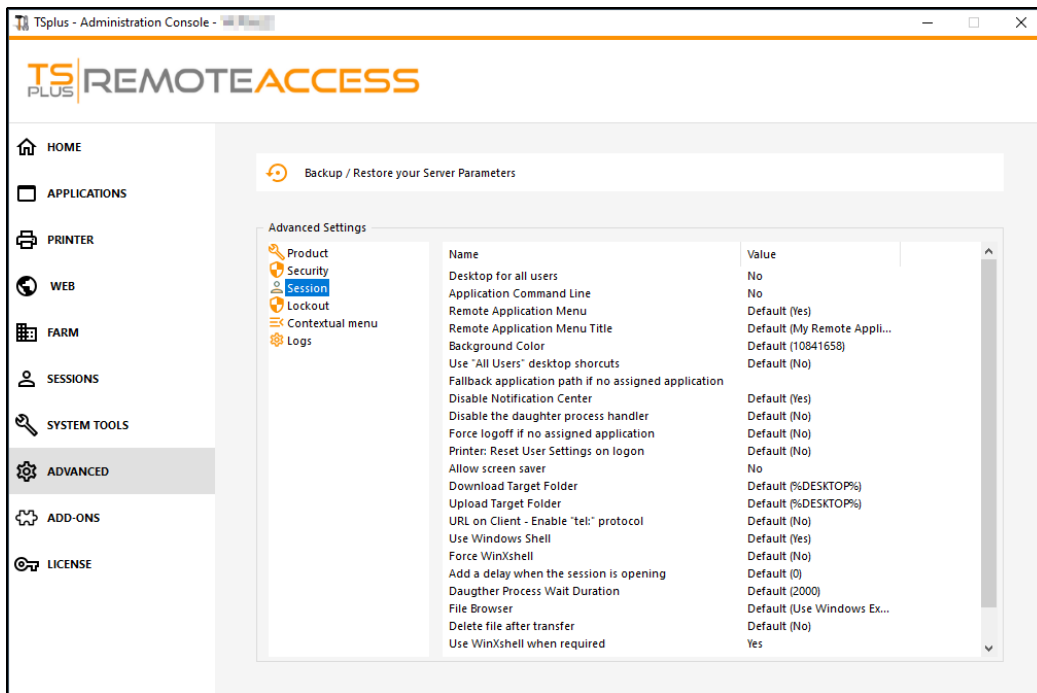 TSplus - Administration Console -
TS PLUS REMOTEACCESS
HOME
APPLICATIONS
PRINTER
WEB
FARM
SESSIONS
SYSTEM TOOLS
ADVANCED
ADD-ONS
LICENSE
Backup / Restore your Server Parameters
Advanced Settings
Product
Security
Session
Lockout
Contextual menu
Logs
Name Value
Desktop for all users No
Application Command Line No
Remote Application Menu Default (Yes)
Remote Application Menu Title Default (My Remote Appli...
Background Color Default (10841658)
Use "All Users" desktop shorcuts Default (No)
Fallback application path if no assigned application
Disable Notification Center Default (Yes)
Disable the daughter process handler Default (No)
Force logoff if no assigned application Default (No)
Printer: Reset User Settings on logon Default (No)
Allow screen saver No
Download Target Folder Default (%DESKTOP%)
Upload Target Folder Default (%DESKTOP%)
URL on Client - Enable "tel:" protocol Default (No)
Use Windows Shell Default (Yes)
Force WinXshell Default (No)
Add a delay when the session is opening Default (0)
Daugther Process Wait Duration Default (2000)
File Browser Default (Use Windows Ex...
Delete file after transfer Default (No)
Use WinXshell when required Yes